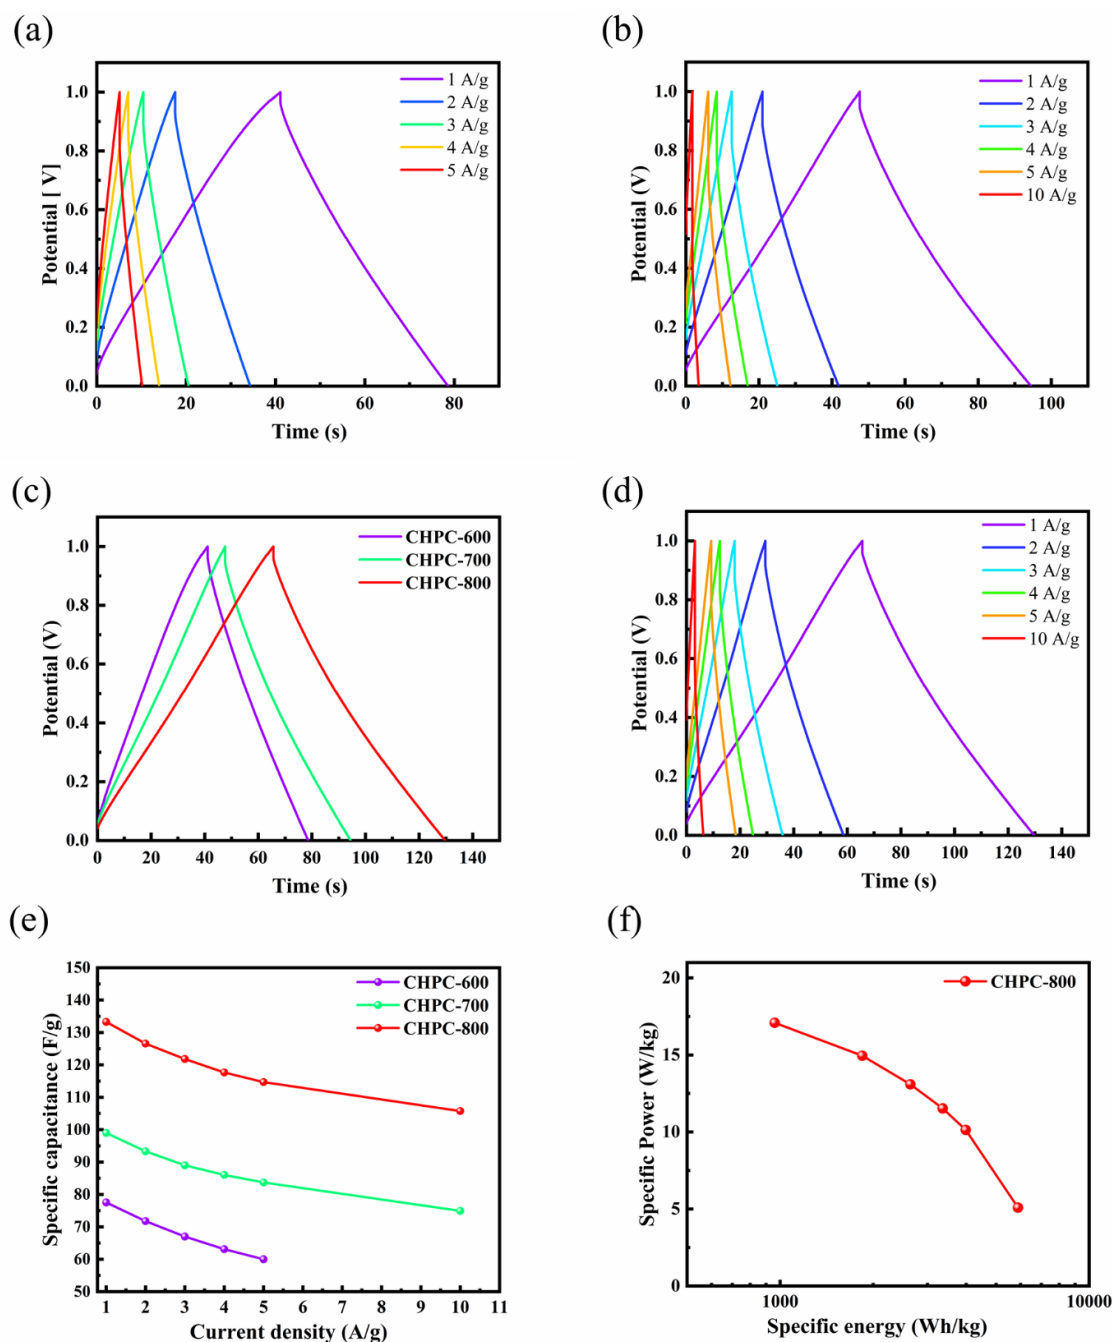 (a)
1 A/g
2 A/g
3 A/g
4 A/g
5 A/g
Potential [ V]
1.0
0.8
0.6
0.4
0.2
0.0
0 20 40 60 80
Time (s)
(b)
1 A/g
2 A/g
3 A/g
4 A/g
5 A/g
10 A/g
Potential (V)
1.0
0.8
0.6
0.4
0.2
0.0
0 20 40 60 80 100
Time (s)
(c)
CHPC-600
CHPC-700
CHPC-800
Potential (V)
1.0
0.8
0.6
0.4
0.2
0.0
0 20 40 60 80 100 120 140
Time (s)
(d)
1 A/g
2 A/g
3 A/g
4 A/g
5 A/g
10 A/g
Potential (V)
1.0
0.8
0.6
0.4
0.2
0.0
0 20 40 60 80 100 120 140
Time (s)
(e)
CHPC-600
CHPC-700
CHPC-800
Specific capacitance (F/g)
150
140
130
120
110
100
90
80
70
60
50
1 2 3 4 5 6 7 8 9 10 11
Current density (A/g)
(f)
CHPC-800
Specific Power (W/kg)
20
15
10
5
0
1000 10000
Specific energy (Wh/kg)